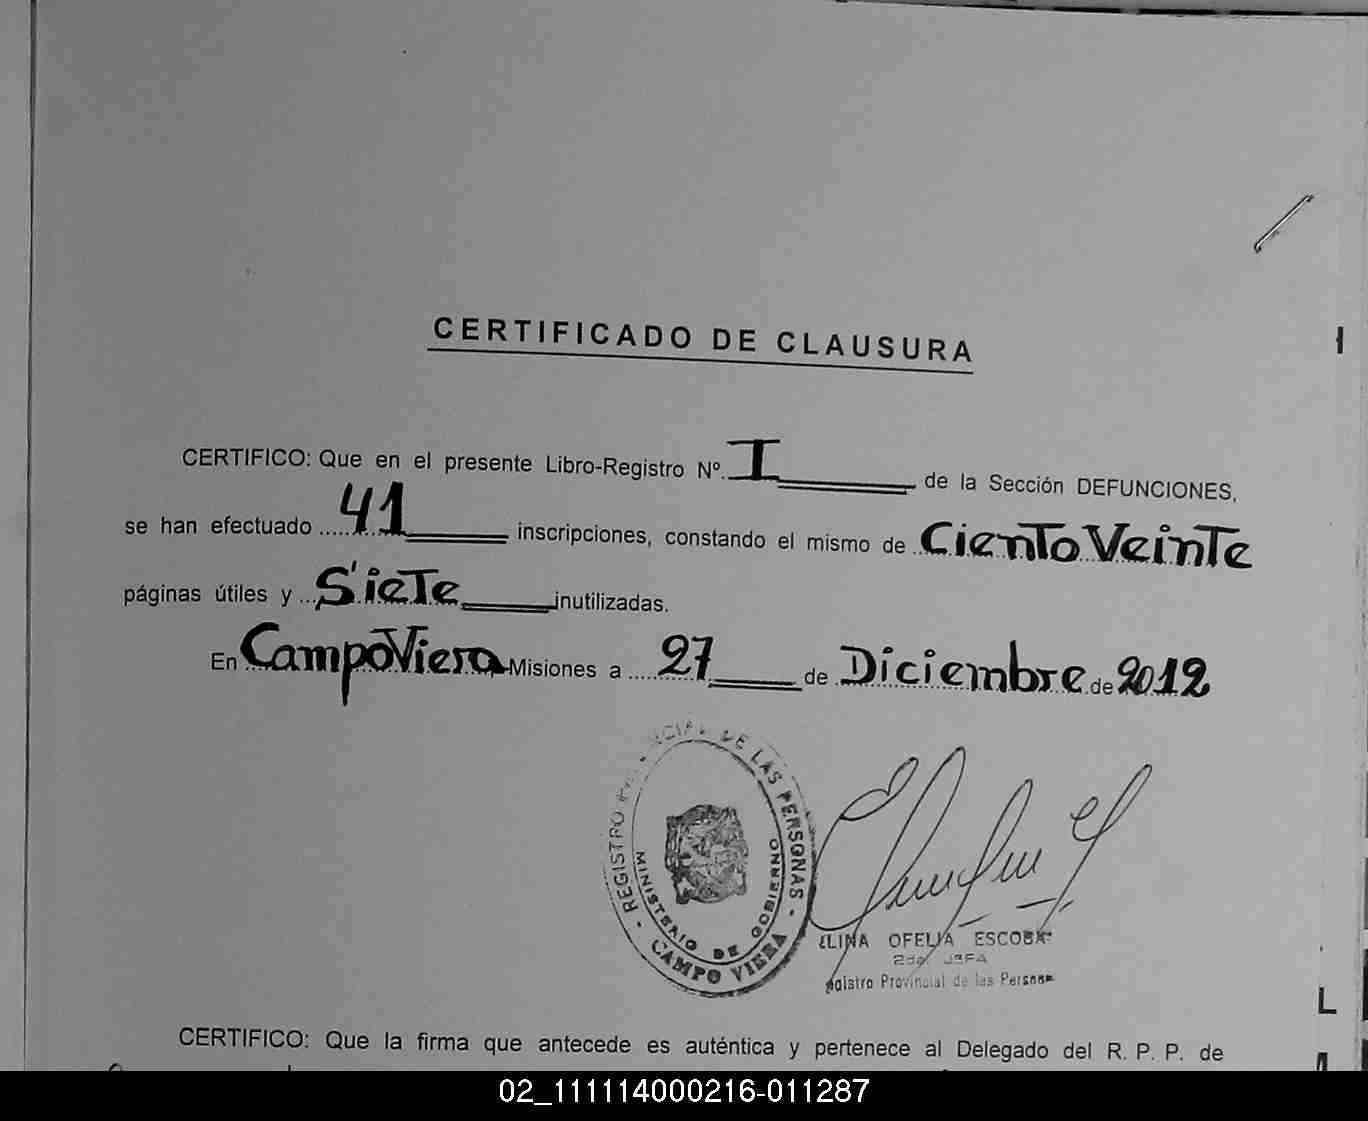 CERTIFICADO DE CLAUSURA
CERTIFICO: Que en el presente Libro-Registro Nº. I de la Sección DEFUNCIONES,
se han efectuado 41 inscripciones, constando el mismo de Ciento Veinte
páginas útiles y Siete inutilizadas.
En Campo Viera Misiones a 27 de Diciembre de 2012
REGISTRO DE LAS PERSONAS
MINISTERIO DE GOBIERNO
CAMPO VIERA
ELINA OFELIA ESCOBAR
2da. JEFA
Provincial de las Personas
CERTIFICO: Que la firma que antecede es auténtica y pertenece al Delegado del R. P. P. de
L
02_111114000216-011287